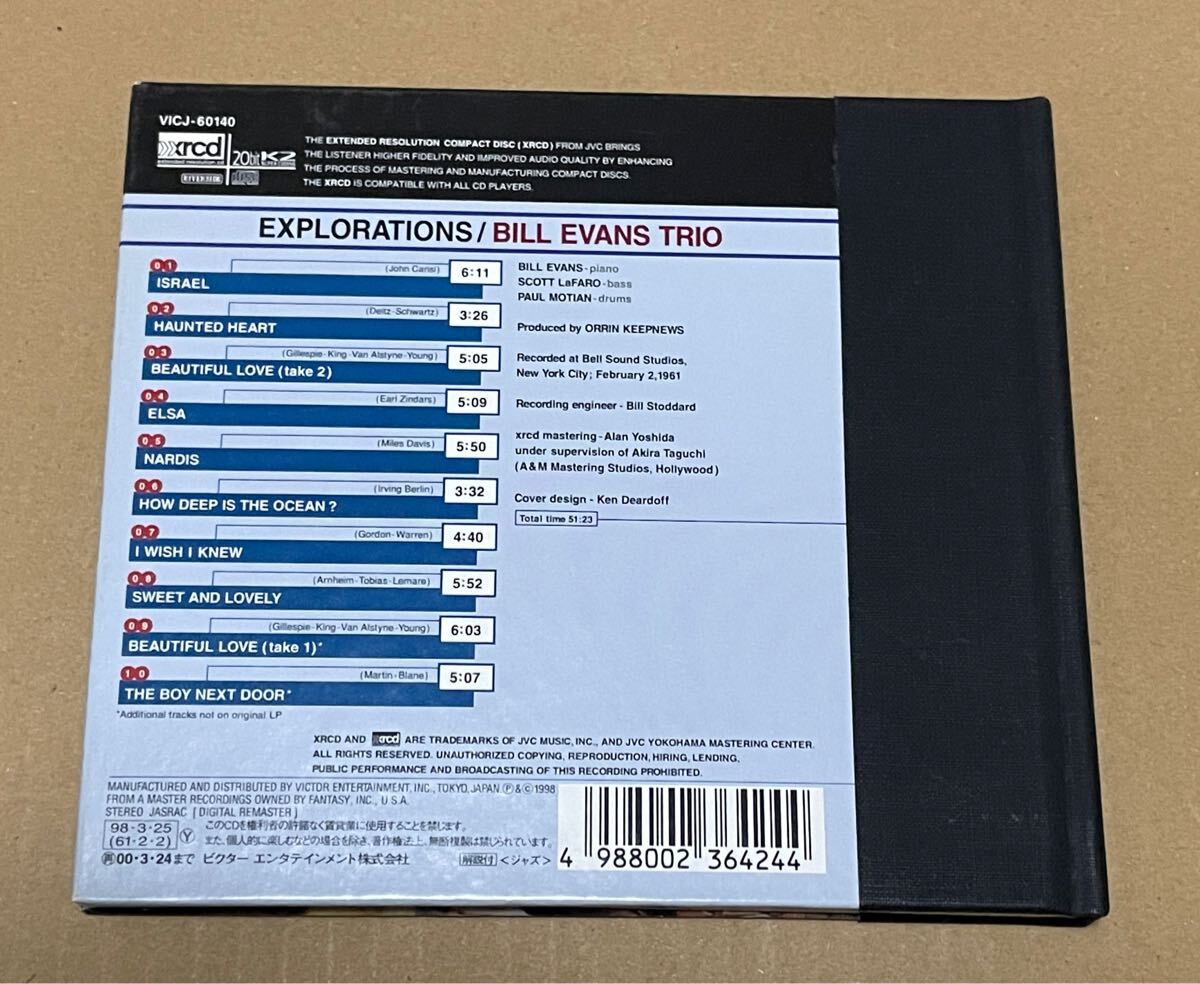 VICJ-60140
xrcd
extended resolution cd
20bit K2
SUPER CODING
RIVERSIDE
THE EXTENDED RESOLUTION COMPACT DISC (XRCD) FROM JVC BRINGS
THE LISTENER HIGHER FIDELITY AND IMPROVED AUDIO QUALITY BY ENHANCING
THE PROCESS OF MASTERING AND MANUFACTURING COMPACT DISCS.
THE XRCD IS COMPATIBLE WITH ALL CD PLAYERS.
EXPLORATIONS/BILL EVANS TRIO
01 (John Carisi) 6:11
ISRAEL
02 (Deitz-Schwartz) 3:26
HAUNTED HEART
03 (Gillespie-King-Van Alstyne-Young) 5:05
BEAUTIFUL LOVE (take 2)
04 (Earl Zindars) 5:09
ELSA
05 (Miles Davis) 5:50
NARDIS
06 (Irving Berlin) 3:32
HOW DEEP IS THE OCEAN?
07 (Gordon-Warren) 4:40
I WISH I KNEW
08 (Arnheim-Tobias-Lemare) 5:52
SWEET AND LOVELY
09 (Gillespie-King-Van Alstyne-Young) 6:03
BEAUTIFUL LOVE (take 1)*
10 (Martin-Blane) 5:07
THE BOY NEXT DOOR*
*Additional tracks not on original LP
BILL EVANS-piano
SCOTT LaFARO-bass
PAUL MOTIAN-drums
Produced by ORRIN KEEPNEWS
Recorded at Bell Sound Studios,
New York City; February 2,1961
Recording engineer - Bill Stoddard
xrcd mastering-Alan Yoshida
under supervision of Akira Taguchi
(A&M Mastering Studios, Hollywood)
Cover design - Ken Deardoff
Total time 51:23
XRCD AND xrcd ARE TRADEMARKS OF JVC MUSIC, INC., AND JVC YOKOHAMA MASTERING CENTER.
ALL RIGHTS RESERVED. UNAUTHORIZED COPYING, REPRODUCTION, HIRING, LENDING,
PUBLIC PERFORMANCE AND BROADCASTING OF THIS RECORDING PROHIBITED.
MANUFACTURED AND DISTRIBUTED BY VICTOR ENTERTAINMENT, INC., TOKYO, JAPAN Ⓟ&©1998
FROM A MASTER RECORDINGS OWNED BY FANTASY, INC., U.S.A.
STEREO JASRAC [DIGITAL REMASTER]
98・3・25
(61・2・2)
Ⓨ
このCDを権利者の許諾なく賃貸業に使用することを禁じます。
また、個人的に楽しむなどの場合を除き、著作権法上、無断複製は禁じられています。
㊢00・3・24まで ビクター エンタテインメント株式会社 解説付 <ジャズ>
4 988002 364244